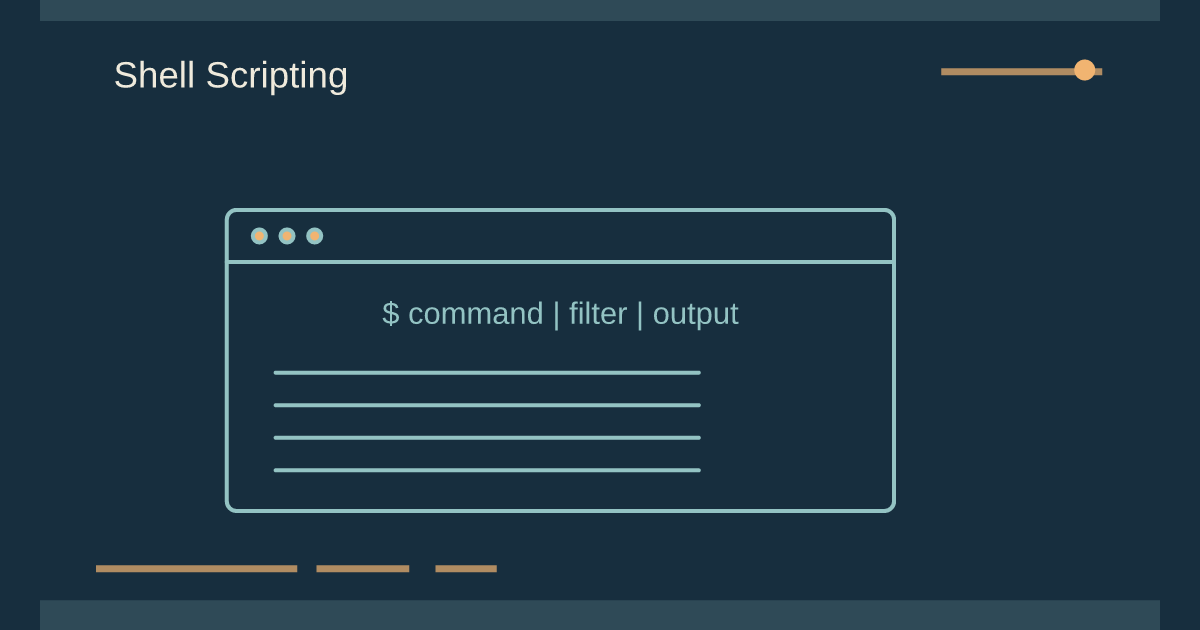 Shell Scripting
$ command | filter | output